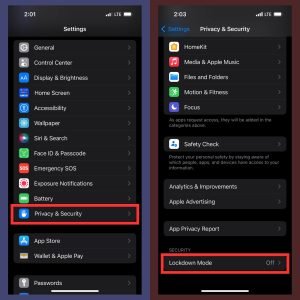 2:01
LTE
Settings
General
Control Center
Display & Brightness
Home Screen
Accessibility
Wallpaper
Siri & Search
Face ID & Passcode
SOS
Emergency SOS
Exposure Notifications
Battery
Privacy & Security
App Store
Wallet & Apple Pay
Passwords
2:03
LTE
Settings
Privacy & Security
HomeKit
Media & Apple Music
Files and Folders
Motion & Fitness
Focus
As apps request access, they will be added in the
categories above.
Safety Check
Protect your personal safety by staying aware of
which people, apps, and devices have access to your
information.
Analytics & Improvements
Apple Advertising
App Privacy Report
SECURITY
Lockdown Mode Off